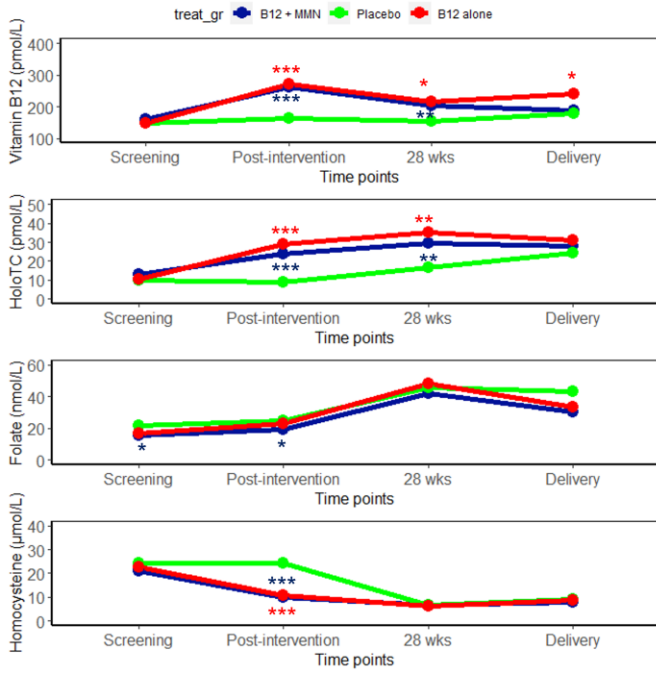 treat_gr B12 + MMN Placebo B12 alone
Vitamin B12 (pmol/L)
400
300
200
100
***
***
*
**
*
Screening Post-intervention 28 wks Delivery
Time points
HoloTC (pmol/L)
50
40
30
20
10
0
***
***
**
**
Screening Post-intervention 28 wks Delivery
Time points
Folate (nmol/L)
60
40
20
0
*
*
Screening Post-intervention 28 wks Delivery
Time points
Homocysteine (µmol/L)
40
30
20
10
0
***
***
Screening Post-intervention 28 wks Delivery
Time points